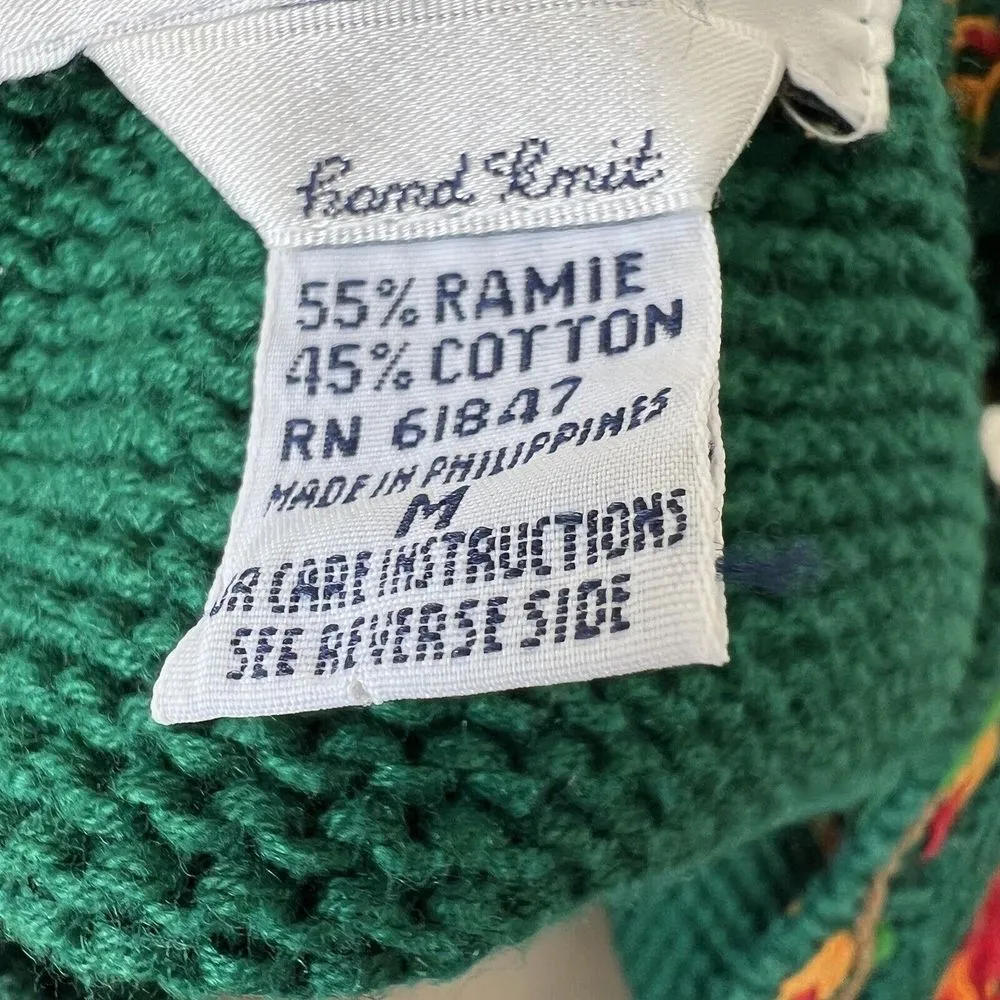 hand knit
55% RAMIE
45% COTTON
RN 61847
MADE IN PHILIPPINES
M
CARE INSTRUCTIONS
SEE REVERSE SIDE